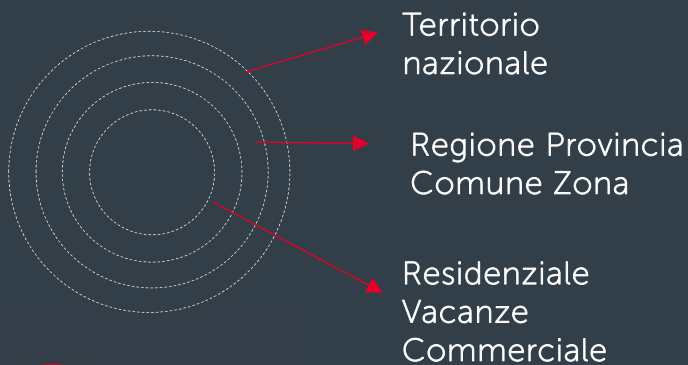 Territorio
nazionale
Regione Provincia
Comune Zona
Residenziale
Vacanze
Commerciale